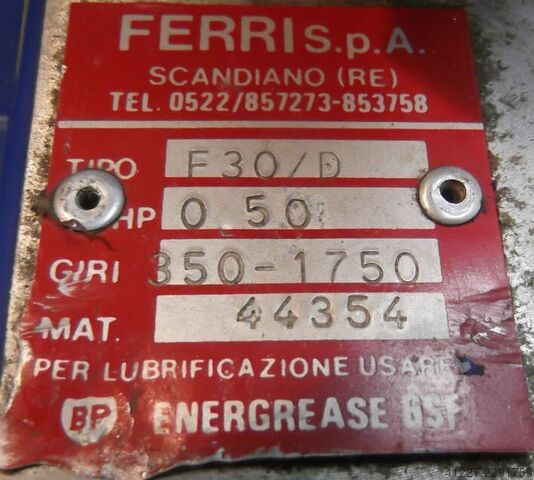 FERRI S.p.A.
SCANDIANO (RE)
TEL. 0522/857273-853758
TIPO F30/D
HP 0.50
GIRI 350-1750
MAT. 44354
PER LUBRIFICAZIONE USARE
BP ENERGREASE GSF